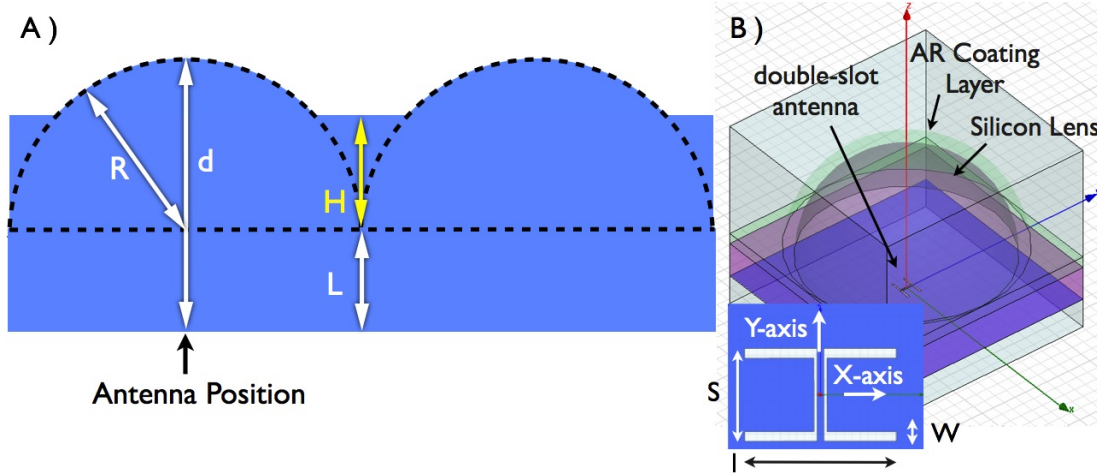 A )
R
d
H
L
Antenna Position
B )
z
AR Coating
Layer
double-slot
antenna
Silicon Lens
Y-axis
X-axis
S
W
l
x